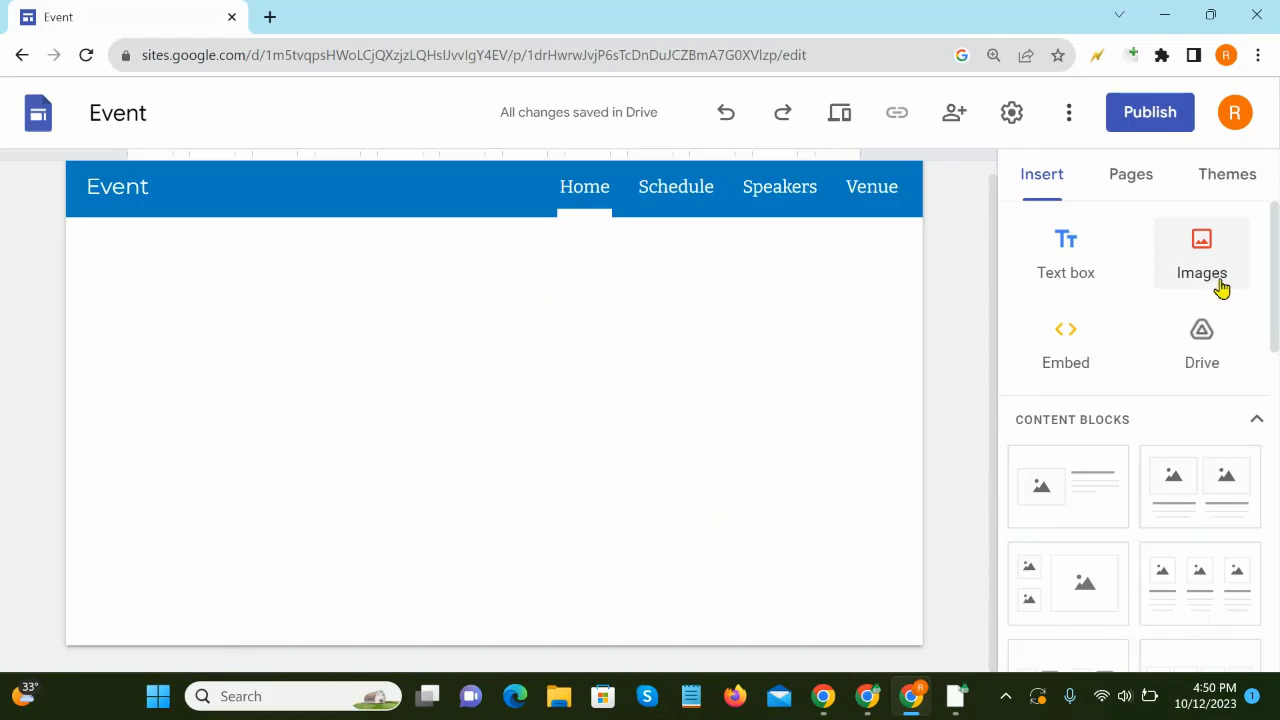 Event
sites.google.com/d/1m5tvqpsHWoLCjQXzjzLQHsIJvvIgY4EV/p/1drHwrwJvjP6sTcDnDuJCZBmA7G0XVlzp/edit
R
Event
All changes saved in Drive
Publish
R
Event
Home
Schedule
Speakers
Venue
Insert
Pages
Themes
Text box
Images
Embed
Drive
CONTENT BLOCKS
33°
Search
R
4:50 PM
10/12/2023
1